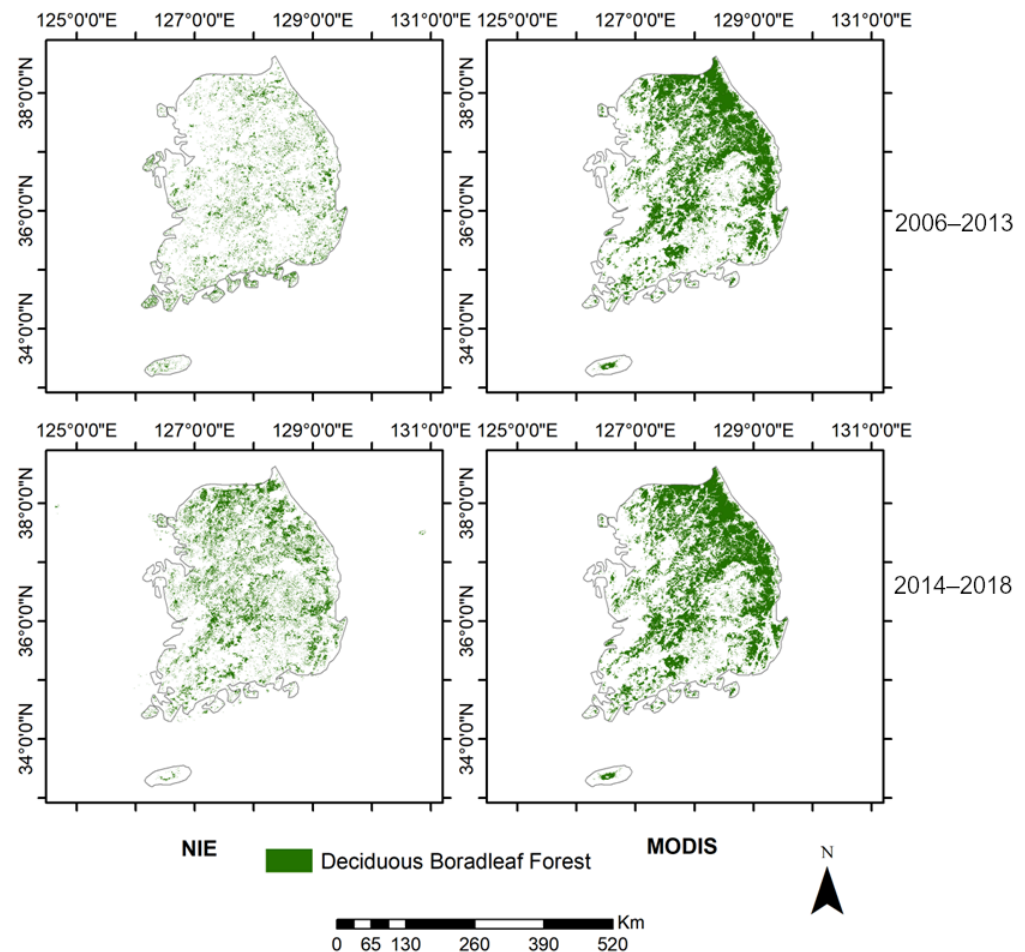 125°0'0"E 127°0'0"E 129°0'0"E 131°0'0"E 125°0'0"E 127°0'0"E 129°0'0"E 131°0'0"E
38°0'0"N 38°0'0"N
36°0'0"N 36°0'0"N
2006–2013
34°0'0"N 34°0'0"N
125°0'0"E 127°0'0"E 129°0'0"E 131°0'0"E 125°0'0"E 127°0'0"E 129°0'0"E 131°0'0"E
38°0'0"N 38°0'0"N
2014–2018
36°0'0"N 36°0'0"N
34°0'0"N 34°0'0"N
NIE MODIS
Deciduous Boradleaf Forest
N
Km
0 65 130 260 390 520